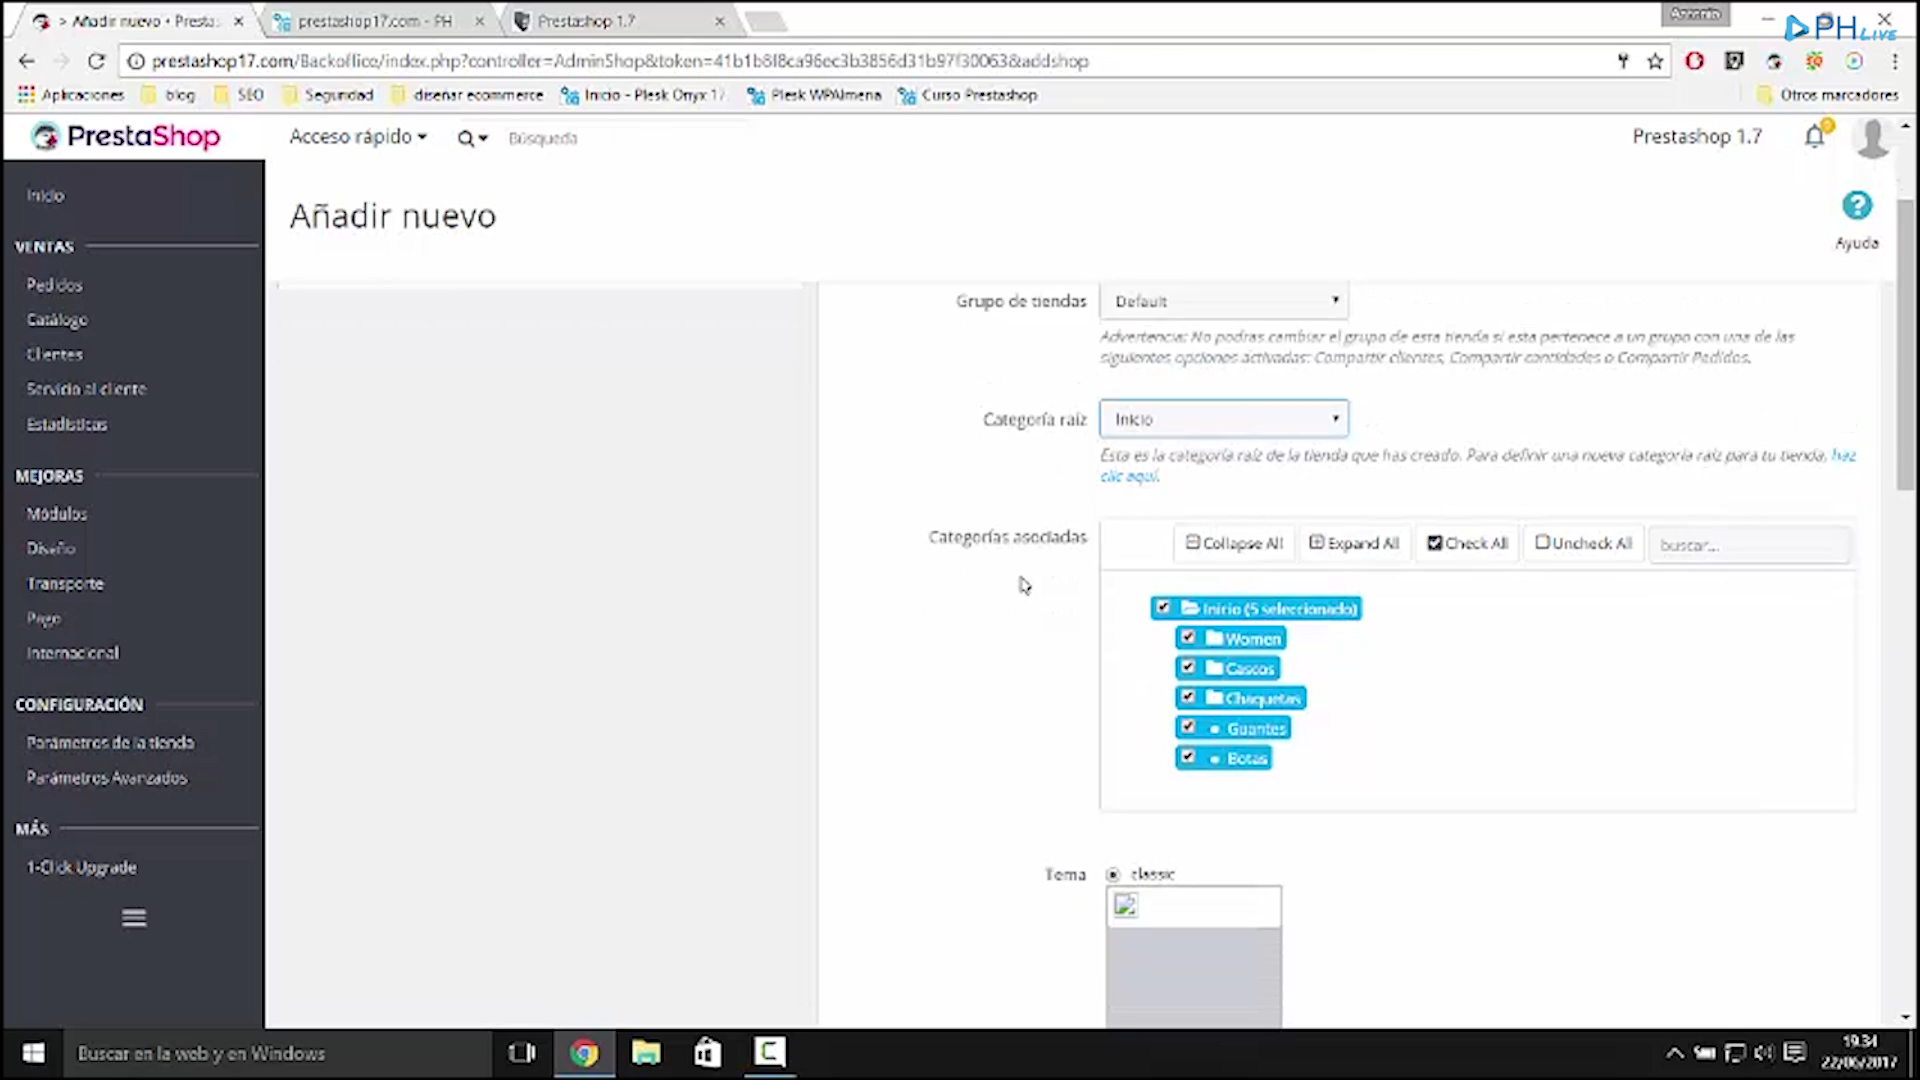 > Añadir nuevo • Presta
prestashop17.com - PH
Prestashop 1.7
PH LIVE
prestashop17.com/Backoffice/index.php?controller=AdminShop&token=41b1b6f8ca96ec3b3856d31b97f30063&addshop
Aplicaciones
blog
SEO
Seguridad
diseñar ecommerce
Inicio - Plesk Onyx 17
Plesk WPAlmena
Curso Prestashop
Otros marcadores
PrestaShop
Acceso rápido
Búsqueda
Prestashop 1.7
Inicio
Añadir nuevo
Ayuda
VENTAS
Pedidos
Catálogo
Clientes
Servicio al cliente
Estadísticas
MEJORAS
Módulos
Diseño
Transporte
Pago
Internacional
CONFIGURACIÓN
Parámetros de la tienda
Parámetros Avanzados
MÁS
1-Click Upgrade
Grupo de tiendas
Default
Advertencia: No podras cambiar el grupo de esta tienda si esta pertenece a un grupo con una de las
siguientes opciones activadas: Compartir clientes, Compartir cantidades o Compartir Pedidos.
Categoría raíz
Inicio
Esta es la categoría raíz de la tienda que has creado. Para definir una nueva categoría raíz para tu tienda, haz
clic aquí.
Categorías asociadas
Collapse All
Expand All
Check All
Uncheck All
buscar...
Inicio (5 seleccionado)
Women
Cascos
Chaquetas
Guantes
Botas
Tema
classic
Buscar en la web y en Windows
19:34
22/06/2017